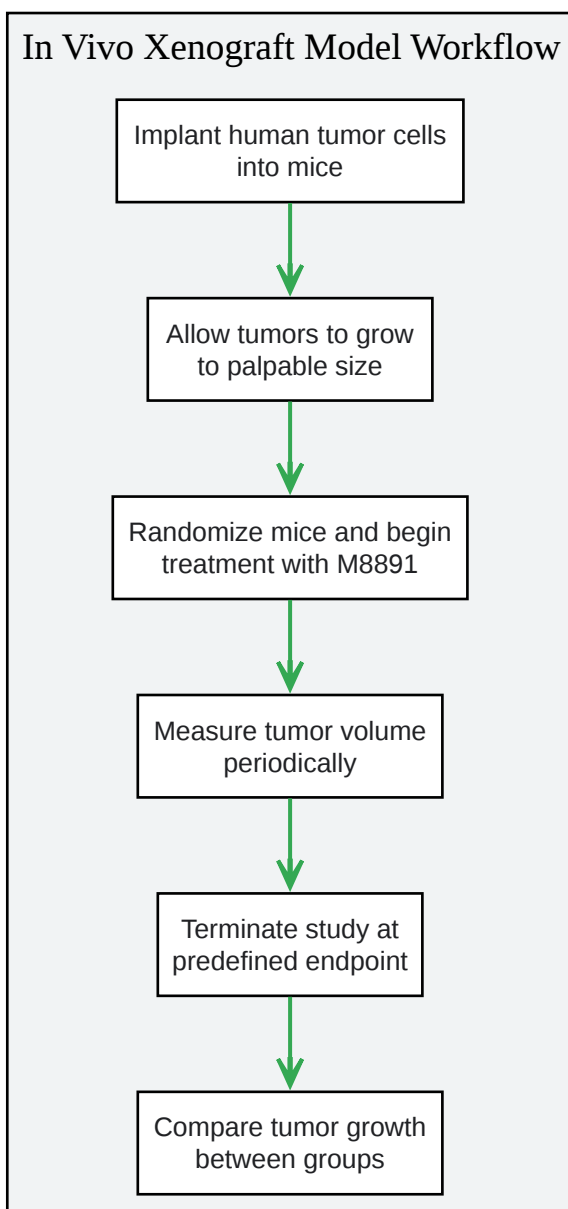 In Vivo Xenograft Model Workflow
Implant human tumor cells
into mice
Allow tumors to grow
to palpable size
Randomize mice and begin
treatment with M8891
Measure tumor volume
periodically
Terminate study at
predefined endpoint
Compare tumor growth
between groups